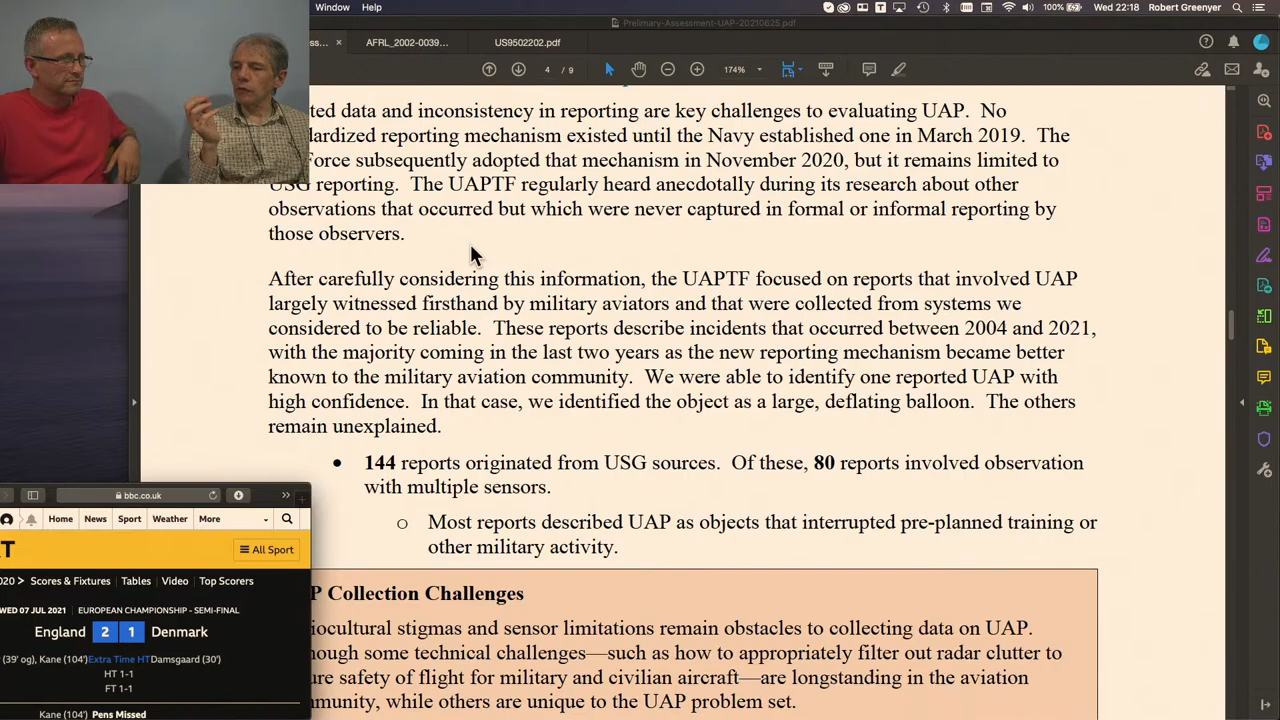 Window Help
100% Wed 22:18 Robert Greenyer
Prelimary-Assessment-UAP-20210625.pdf
ss... × AFRL_2002-0039... US9502202.pdf
4 / 9 174%
ted data and inconsistency in reporting are key challenges to evaluating UAP. No
dardized reporting mechanism existed until the Navy established one in March 2019. The
Force subsequently adopted that mechanism in November 2020, but it remains limited to
USG reporting. The UAPTF regularly heard anecdotally during its research about other
observations that occurred but which were never captured in formal or informal reporting by
those observers.
After carefully considering this information, the UAPTF focused on reports that involved UAP
largely witnessed firsthand by military aviators and that were collected from systems we
considered to be reliable. These reports describe incidents that occurred between 2004 and 2021,
with the majority coming in the last two years as the new reporting mechanism became better
known to the military aviation community. We were able to identify one reported UAP with
high confidence. In that case, we identified the object as a large, deflating balloon. The others
remain unexplained.
• 144 reports originated from USG sources. Of these, 80 reports involved observation
with multiple sensors.
o Most reports described UAP as objects that interrupted pre-planned training or
other military activity.
P Collection Challenges
iocultural stigmas and sensor limitations remain obstacles to collecting data on UAP.
hough some technical challenges—such as how to appropriately filter out radar clutter to
ure safety of flight for military and civilian aircraft—are longstanding in the aviation
mmunity, while others are unique to the UAP problem set.
bbc.co.uk
Home News Sport Weather More
T
All Sport
020 > Scores & Fixtures Tables Video Top Scorers
WED 07 JUL 2021 EUROPEAN CHAMPIONSHIP - SEMI-FINAL
England 2 1 Denmark
(39' og), Kane (104') Extra Time HT Damsgaard (30')
HT 1-1
FT 1-1
Kane (104') Pens Missed